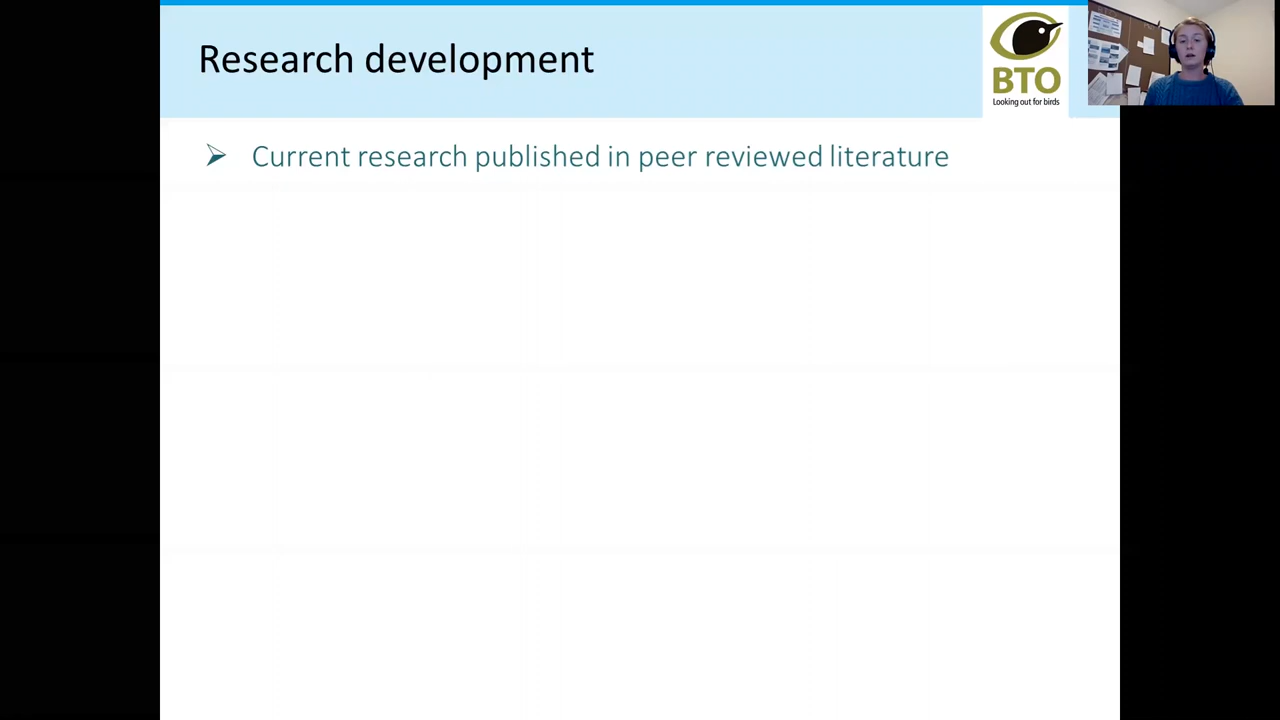 Research development
BTO
Looking out for birds
Current research published in peer reviewed literature